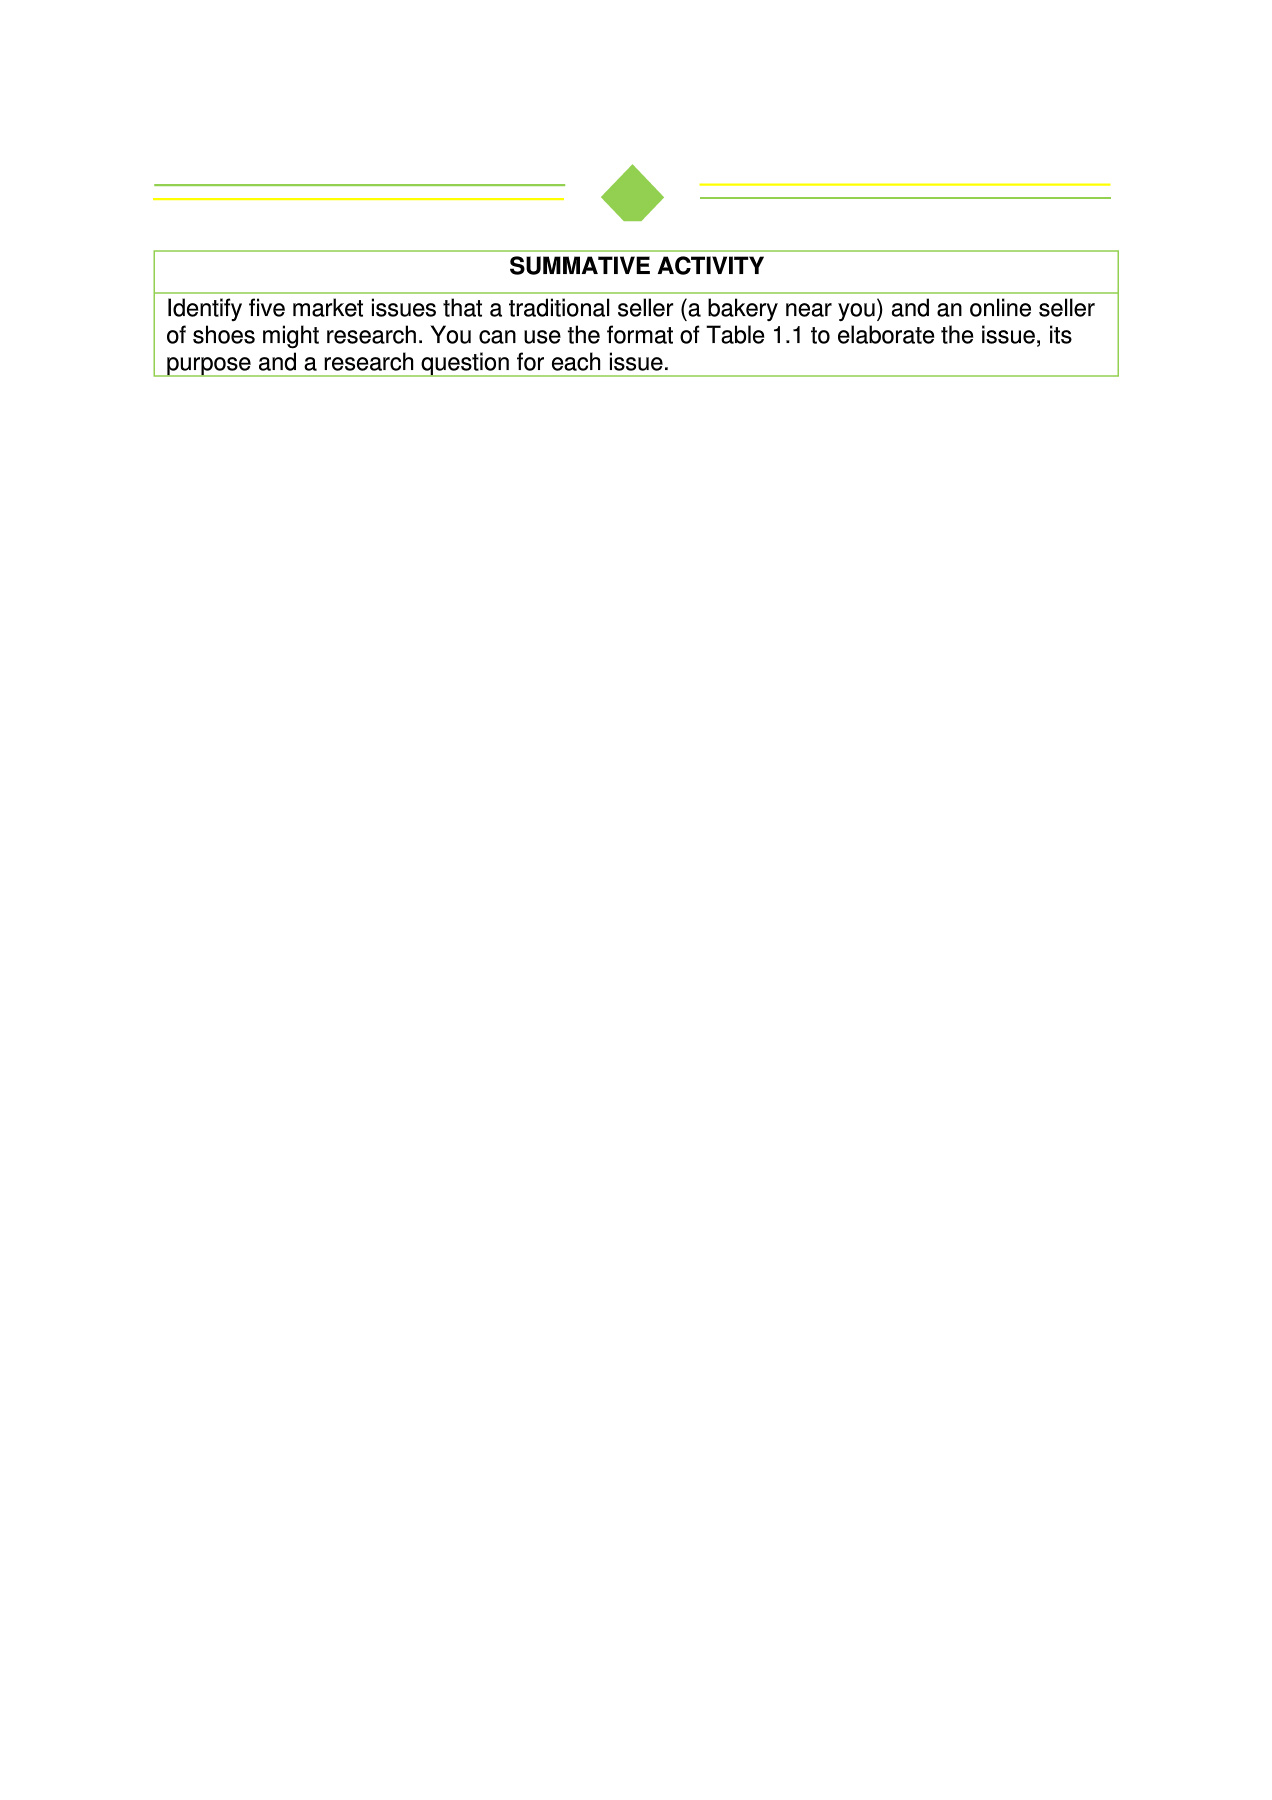 SUMMATIVE ACTIVITY
Identify five market issues that a traditional seller (a bakery near you) and an online seller
of shoes might research. You can use the format of Table 1.1 to elaborate the issue, its
purpose and a research question for each issue.